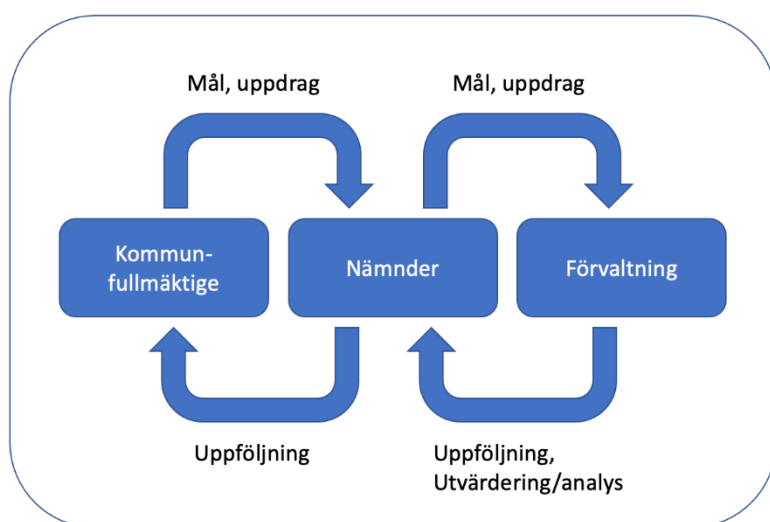 Mål, uppdrag
Mål, uppdrag
Kommun-
fullmäktige
Nämnder
Förvaltning
Uppföljning
Uppföljning,
Utvärdering/analys